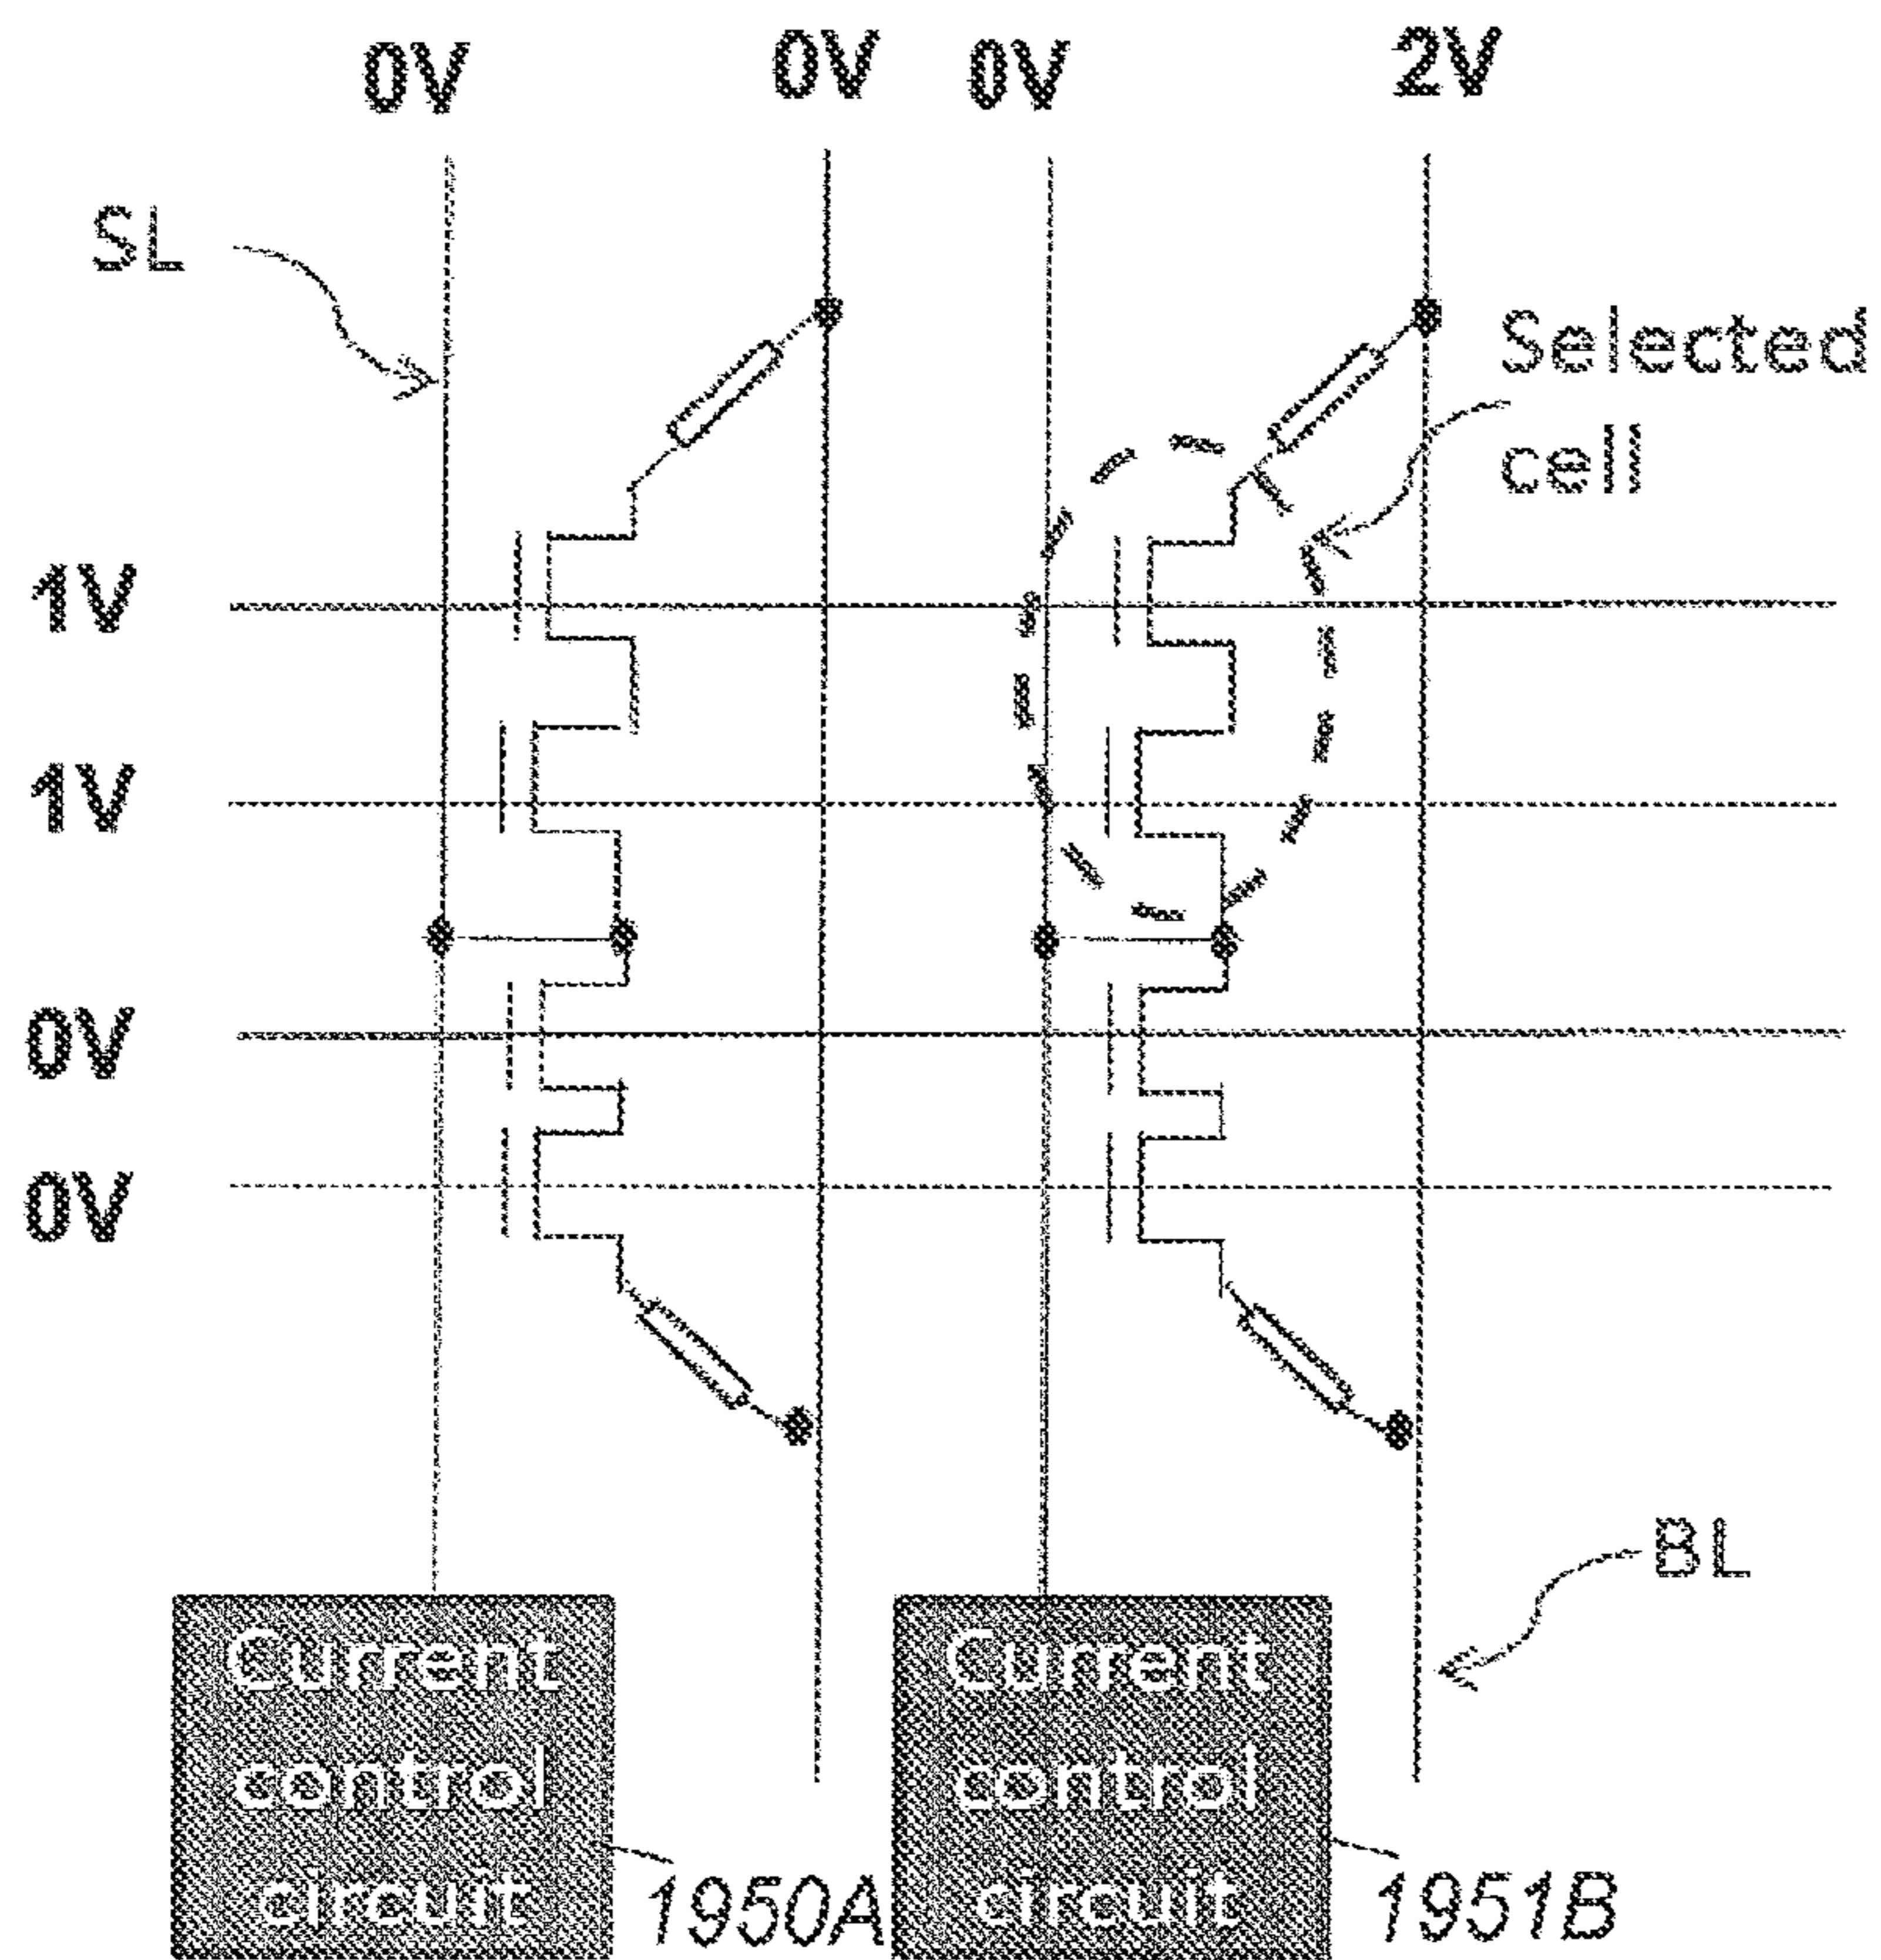 0V 0V 0V 2V
SL
Selected
cell
1V
1V
0V
0V
BL
Current
control
circuit
1950A
Current
control
circuit
1951B